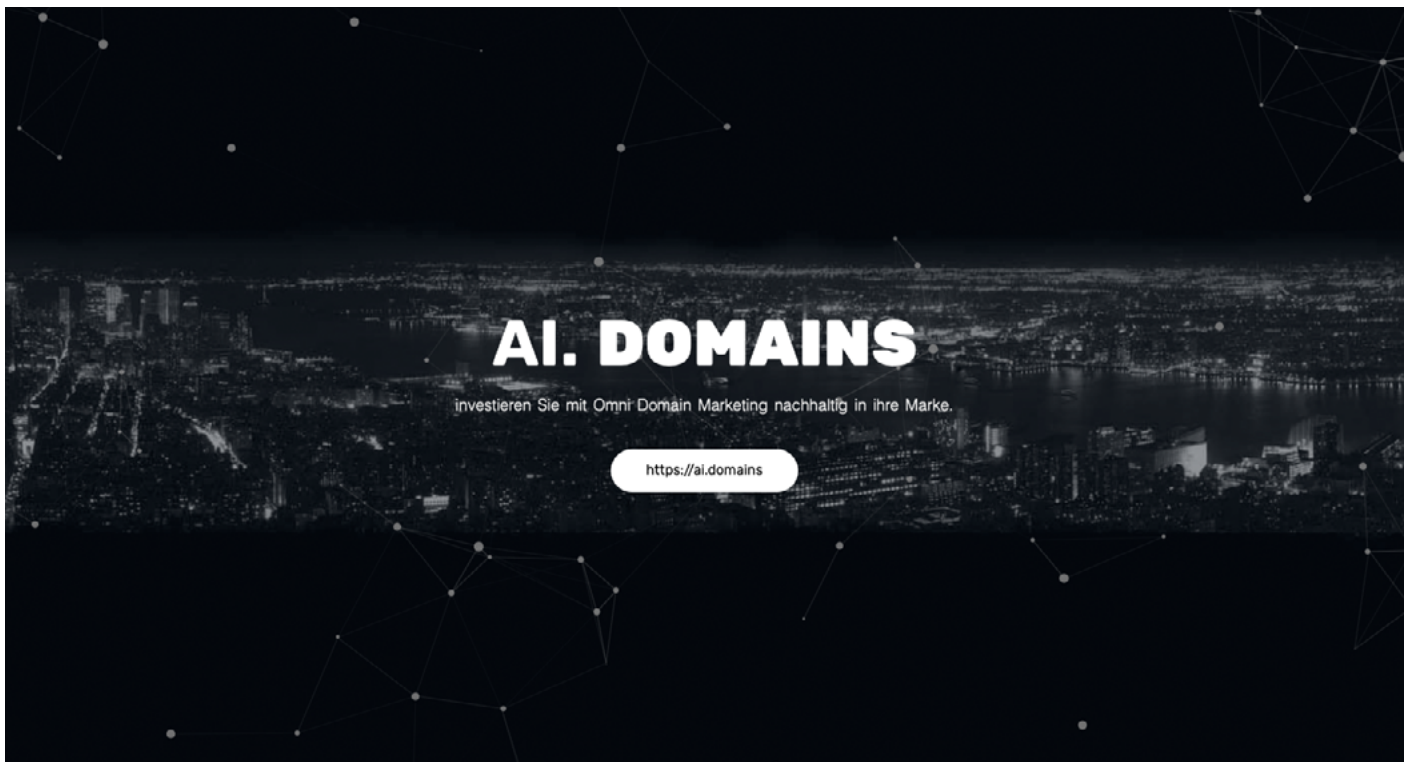 AI. DOMAINS
investieren Sie mit Omni Domain Marketing nachhaltig in ihre Marke.
https://ai.domains